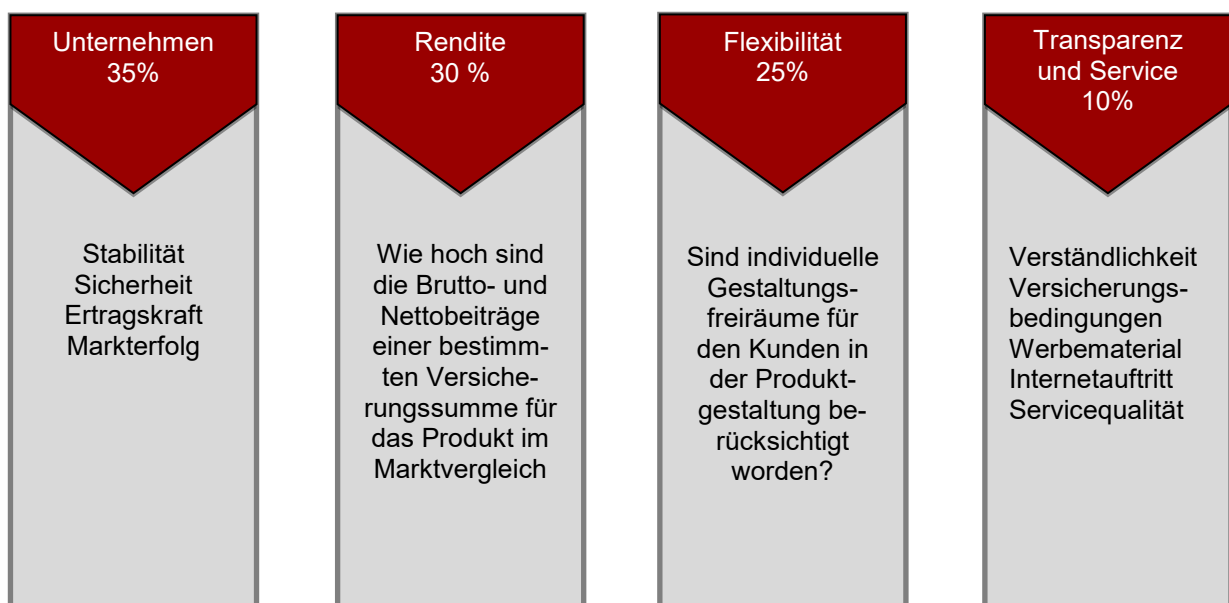 Unternehmen
35%
Stabilität
Sicherheit
Ertragskraft
Markterfolg
Rendite
30 %
Wie hoch sind
die Brutto- und
Nettobeiträge
einer bestimm-
ten Versiche-
rungssumme für
das Produkt im
Marktvergleich
Flexibilität
25%
Sind individuelle
Gestaltungs-
freiräume für
den Kunden in
der Produkt-
gestaltung be-
rücksichtigt
worden?
Transparenz
und Service
10%
Verständlichkeit
Versicherungs-
bedingungen
Werbematerial
Internetauftritt
Servicequalität